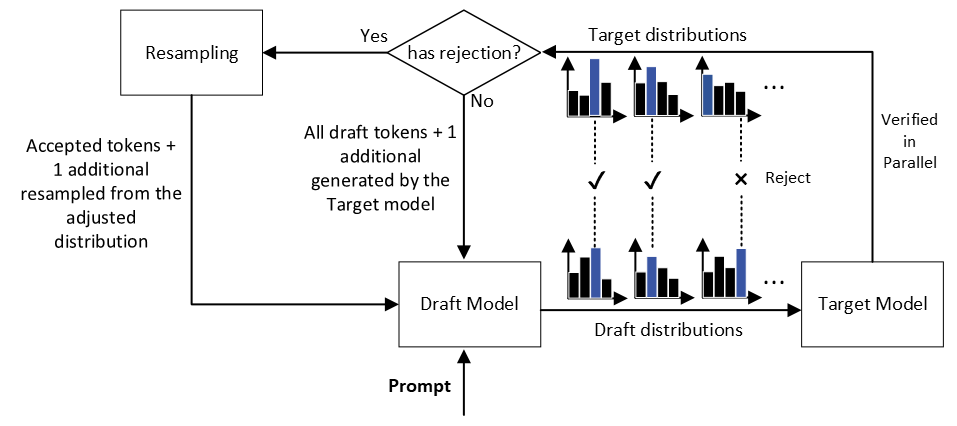 Resampling
Yes
has rejection?
No
Target distributions
...
Verified
in
Parallel
Accepted tokens +
1 additional
resampled from the
adjusted
distribution
All draft tokens + 1
additional
generated by the
Target model
Reject
...
Draft Model
Draft distributions
Target Model
Prompt